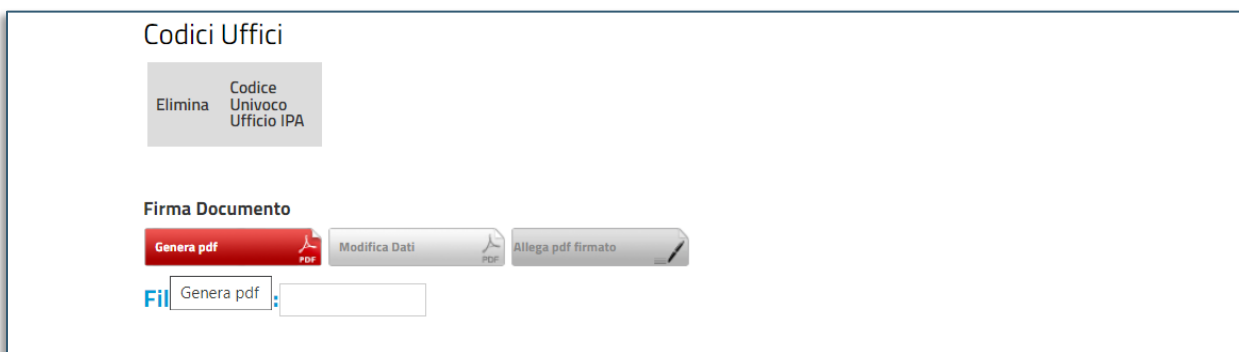 Codici Uffici
Elimina
Codice
Univoco
Ufficio IPA
Firma Documento
Genera pdf PDF Modifica Dati PDF Allega pdf firmato
Fil Genera pdf :